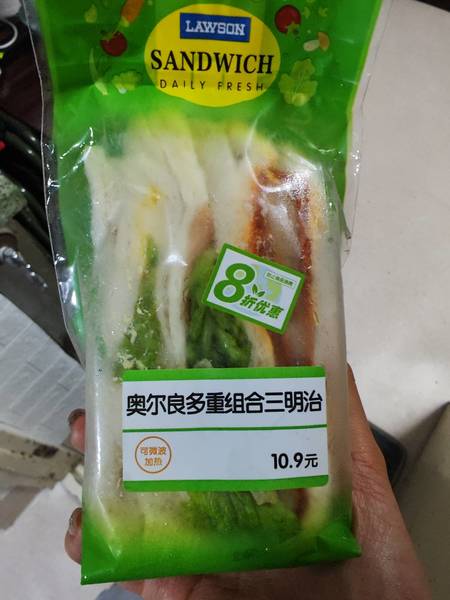 LAWSON
SANDWICH
DAILY FRESH
8
折优惠
奥尔良多重组合三明治
可微波
加热
10.9元